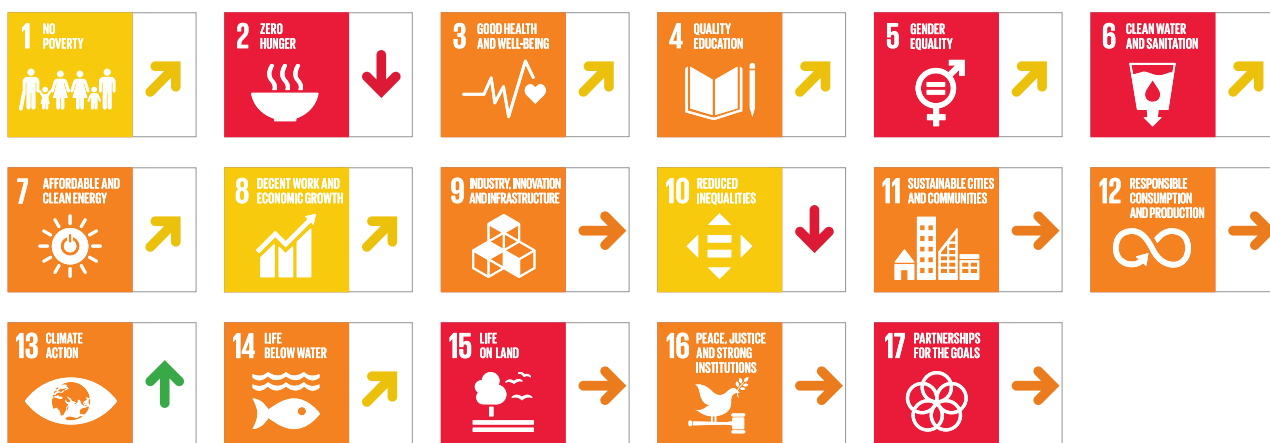 1 NO
POVERTY
2 ZERO
HUNGER
3 GOOD HEALTH
AND WELL-BEING
4 QUALITY
EDUCATION
5 GENDER
EQUALITY
6 CLEAN WATER
AND SANITATION
7 AFFORDABLE AND
CLEAN ENERGY
8 DECENT WORK AND
ECONOMIC GROWTH
9 INDUSTRY, INNOVATION
AND INFRASTRUCTURE
10 REDUCED
INEQUALITIES
11 SUSTAINABLE CITIES
AND COMMUNITIES
12 RESPONSIBLE
CONSUMPTION
AND PRODUCTION
13 CLIMATE
ACTION
14 LIFE
BELOW WATER
15 LIFE
ON LAND
16 PEACE, JUSTICE
AND STRONG
INSTITUTIONS
17 PARTNERSHIPS
FOR THE GOALS